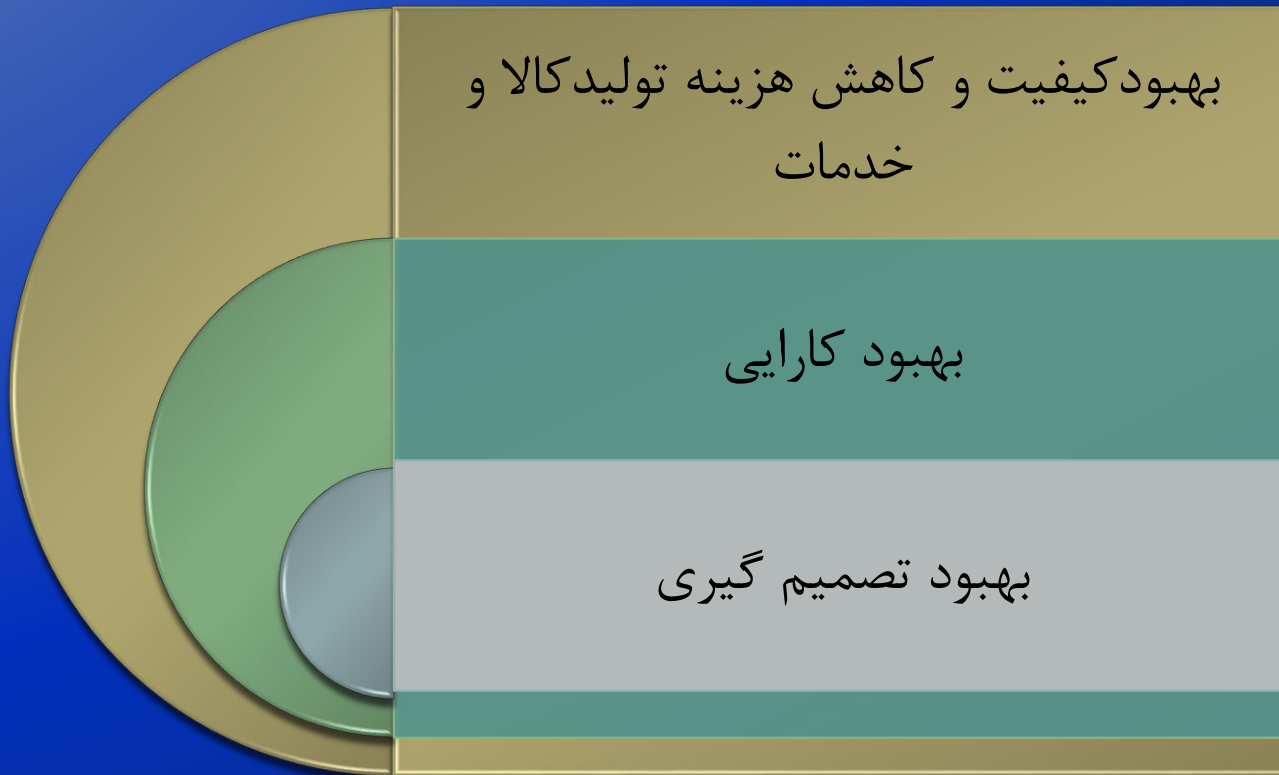 بهبودکیفیت و کاهش هزینه تولیدکالا و
خدمات
بهبود کارایی
بهبود تصمیم گیری